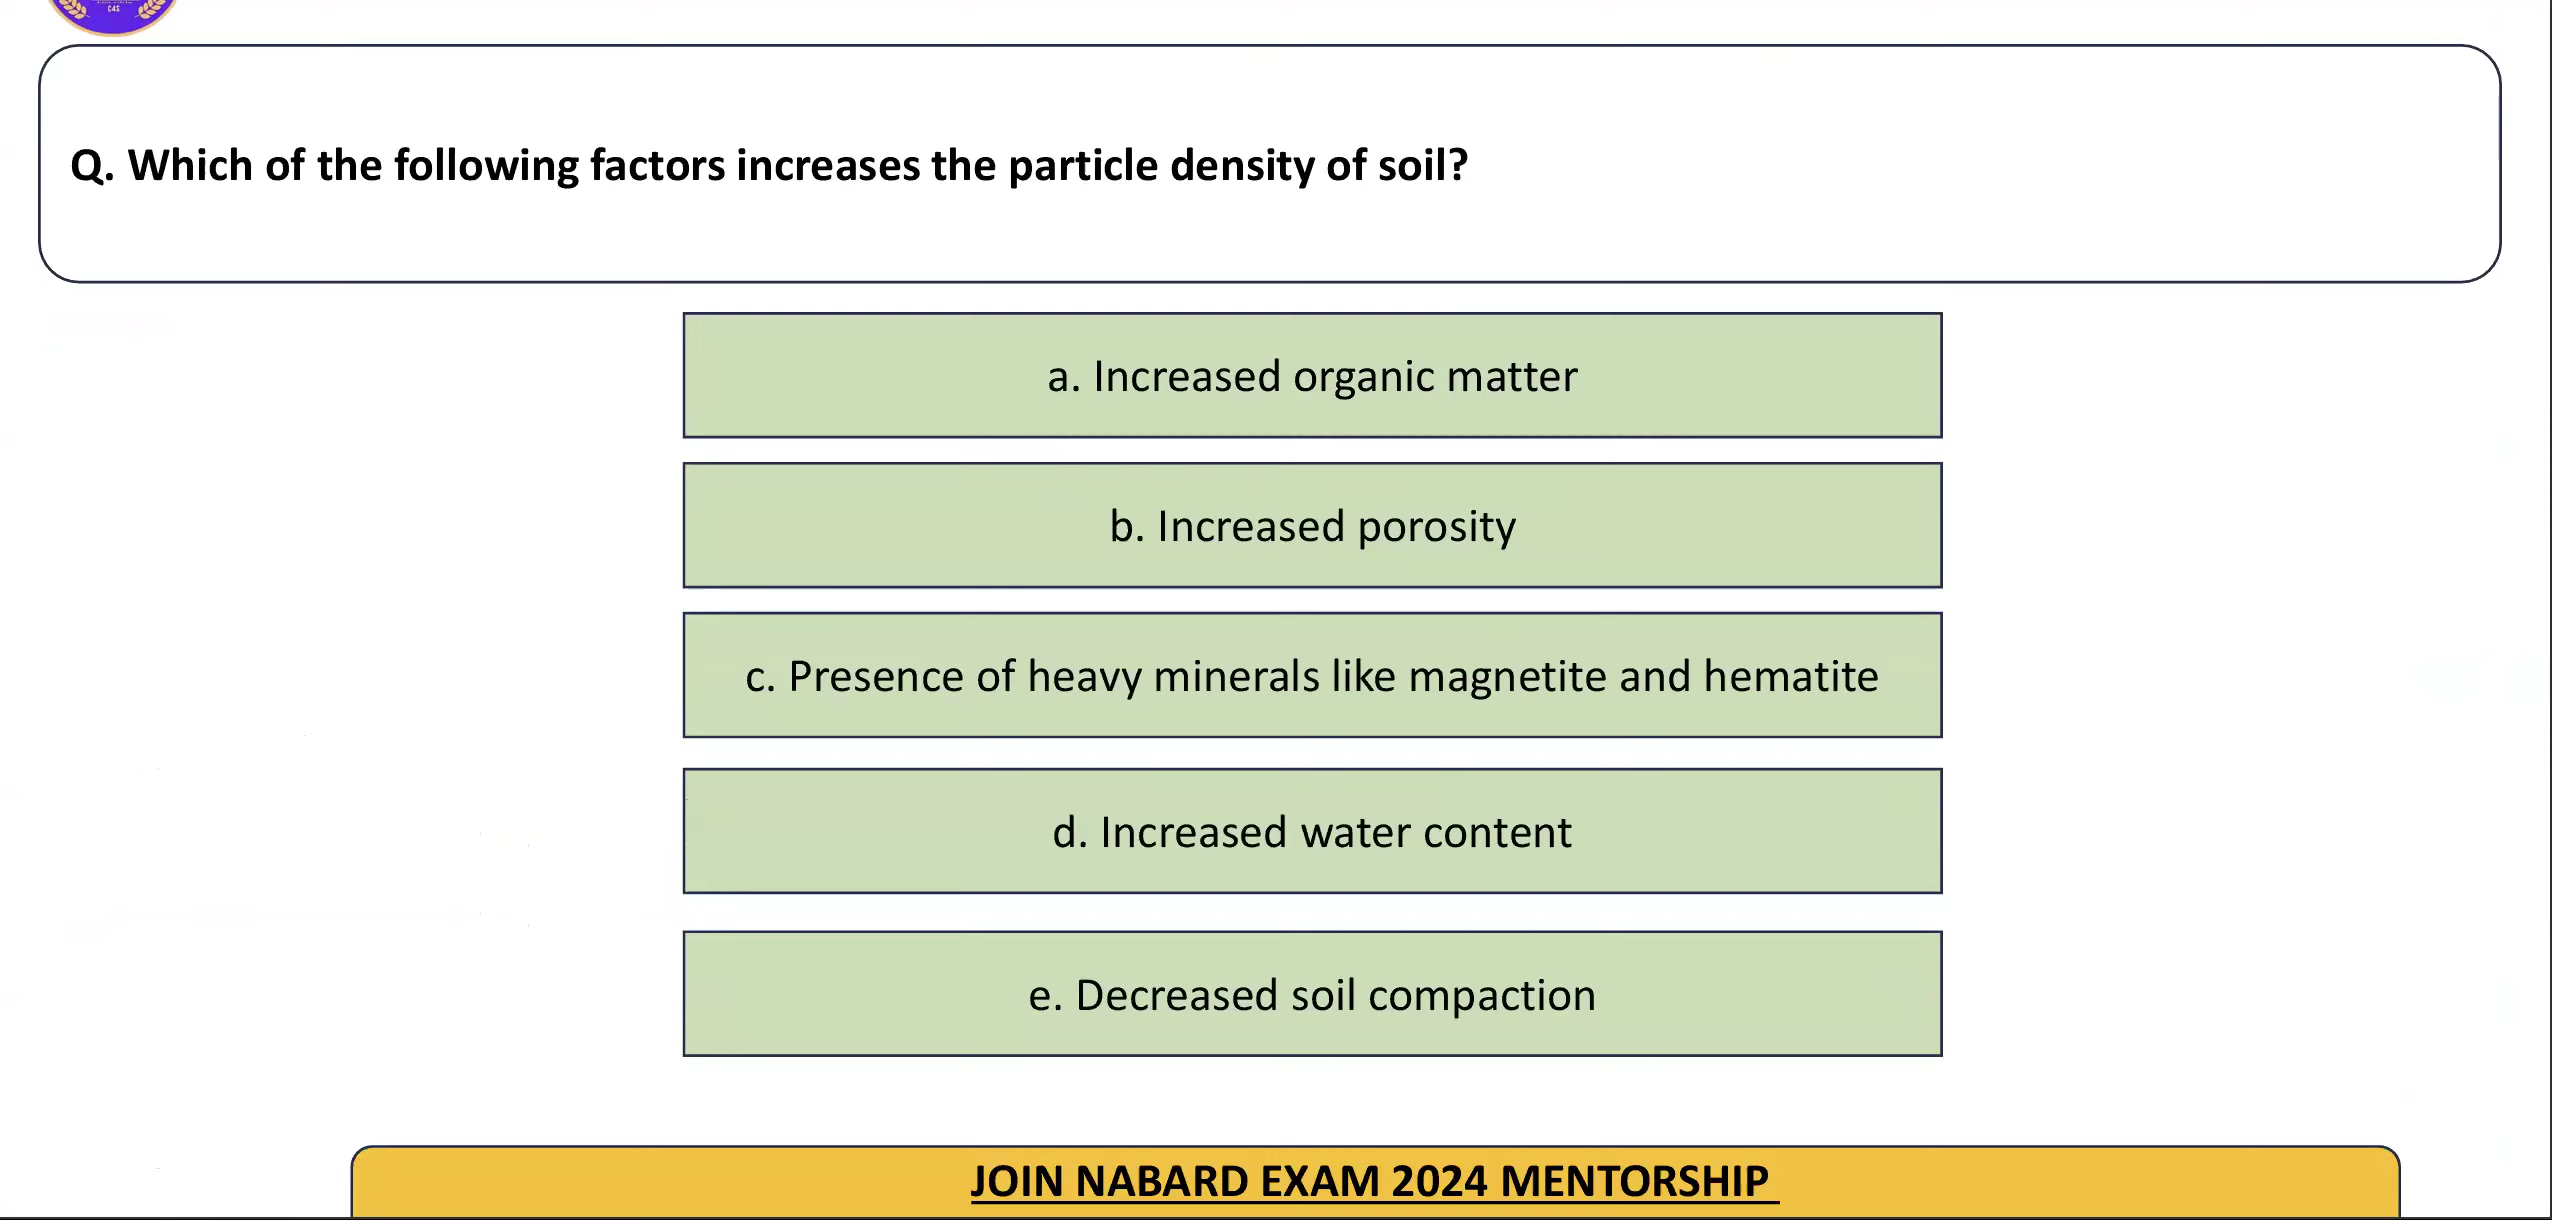 C4S
Q. Which of the following factors increases the particle density of soil?
a. Increased organic matter
b. Increased porosity
c. Presence of heavy minerals like magnetite and hematite
d. Increased water content
e. Decreased soil compaction
JOIN NABARD EXAM 2024 MENTORSHIP